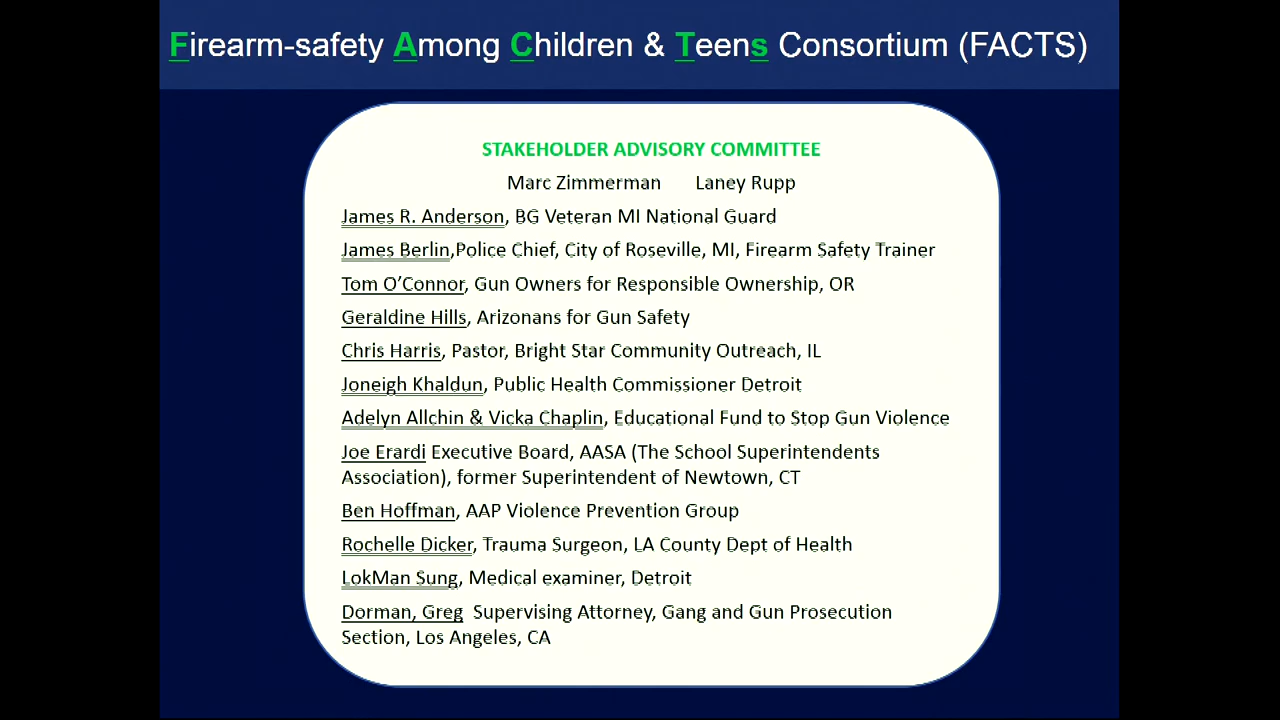 Firearm-safety Among Children & Teens Consortium (FACTS)
STAKEHOLDER ADVISORY COMMITTEE
Marc Zimmerman Laney Rupp
James R. Anderson, BG Veteran MI National Guard
James Berlin,Police Chief, City of Roseville, MI, Firearm Safety Trainer
Tom O’Connor, Gun Owners for Responsible Ownership, OR
Geraldine Hills, Arizonans for Gun Safety
Chris Harris, Pastor, Bright Star Community Outreach, IL
Joneigh Khaldun, Public Health Commissioner Detroit
Adelyn Allchin & Vicka Chaplin, Educational Fund to Stop Gun Violence
Joe Erardi Executive Board, AASA (The School Superintendents
Association), former Superintendent of Newtown, CT
Ben Hoffman, AAP Violence Prevention Group
Rochelle Dicker, Trauma Surgeon, LA County Dept of Health
LokMan Sung, Medical examiner, Detroit
Dorman, Greg Supervising Attorney, Gang and Gun Prosecution
Section, Los Angeles, CA